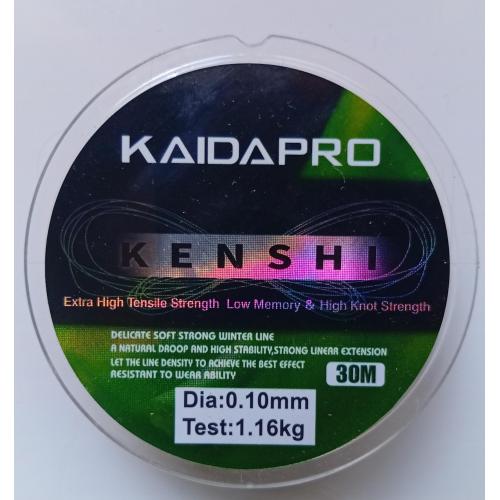 KAIDAPRO
KENSHI
Extra High Tensile Strength Low Memory & High Knot Strength
DELICATE SOFT STRONG WINTER LINE
A NATURAL DROOP AND HIGH STABILITY,STRONG LINEAR EXTENSION
LET THE LINE DENSITY TO ACHIEVE THE BEST EFFECT
RESISTANT TO WEAR ABILITY
30M
Dia:0.10mm
Test:1.16kg